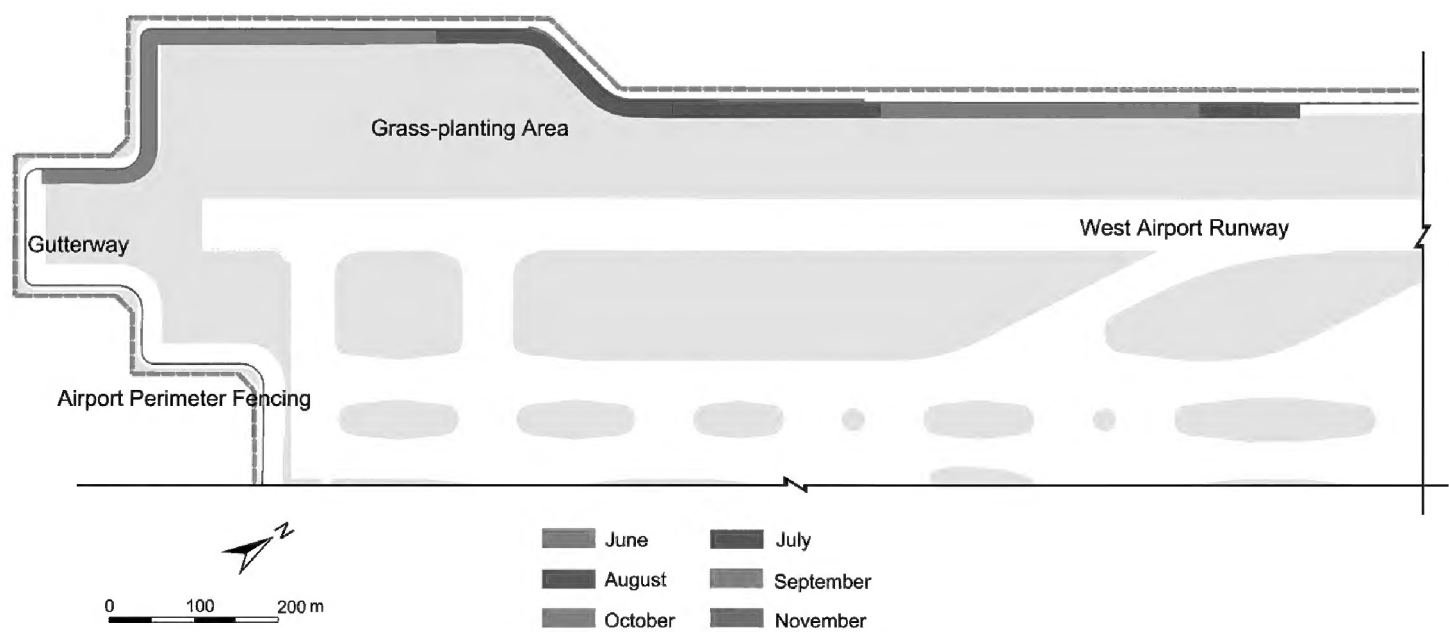 Grass-planting Area
West Airport Runway
Gutterway
Airport Perimeter Fencing
N
0 100 200 m
June July
August September
October November